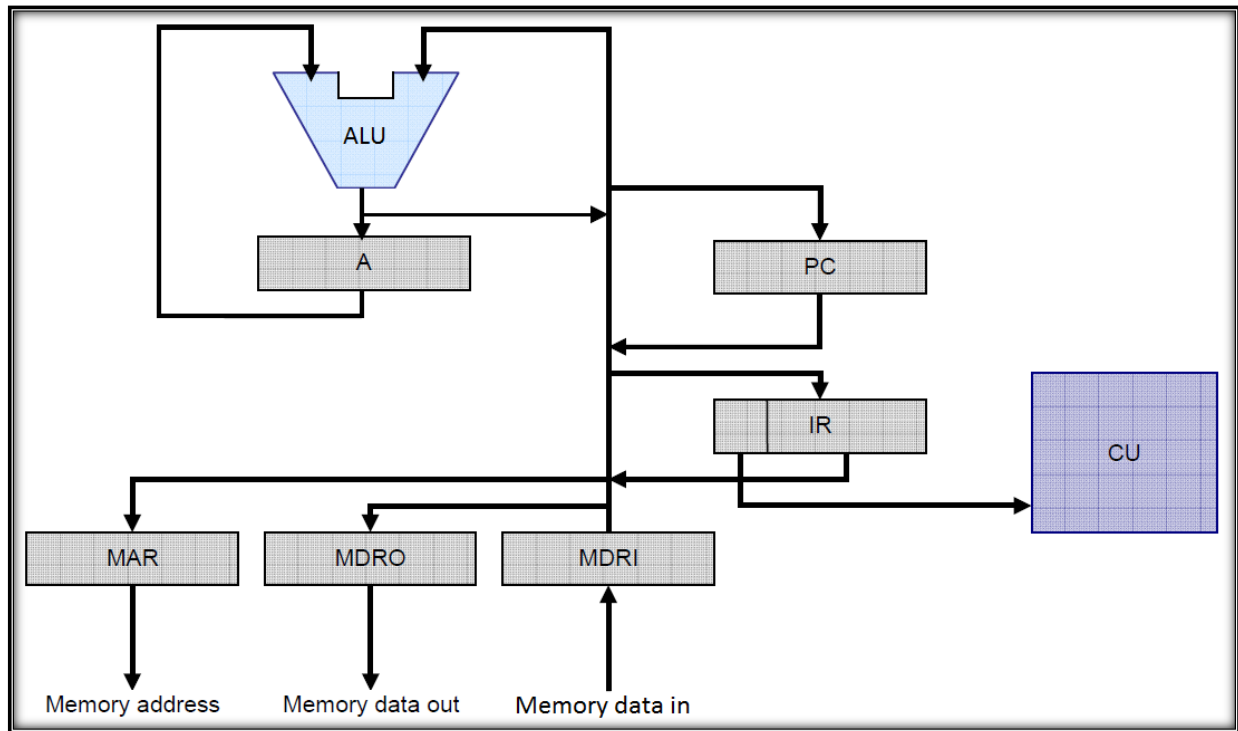 ALU
A
PC
IR
CU
MAR
MDRO
MDRI
Memory address
Memory data out
Memory data in